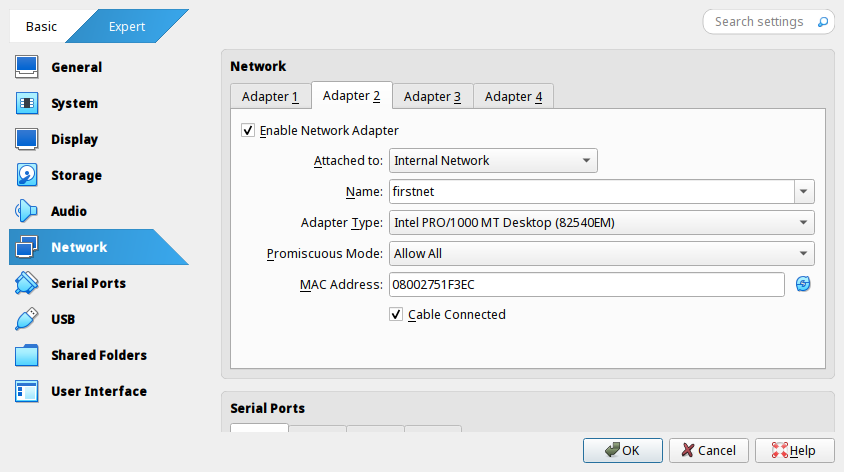 Basic Expert Search settings
General
System
Display
Storage
Audio
Network
Serial Ports
USB
Shared Folders
User Interface
Network
Adapter 1 Adapter 2 Adapter 3 Adapter 4
Enable Network Adapter
Attached to: Internal Network
Name: firstnet
Adapter Type: Intel PRO/1000 MT Desktop (82540EM)
Promiscuous Mode: Allow All
MAC Address: 08002751F3EC
Cable Connected
Serial Ports
OK Cancel Help